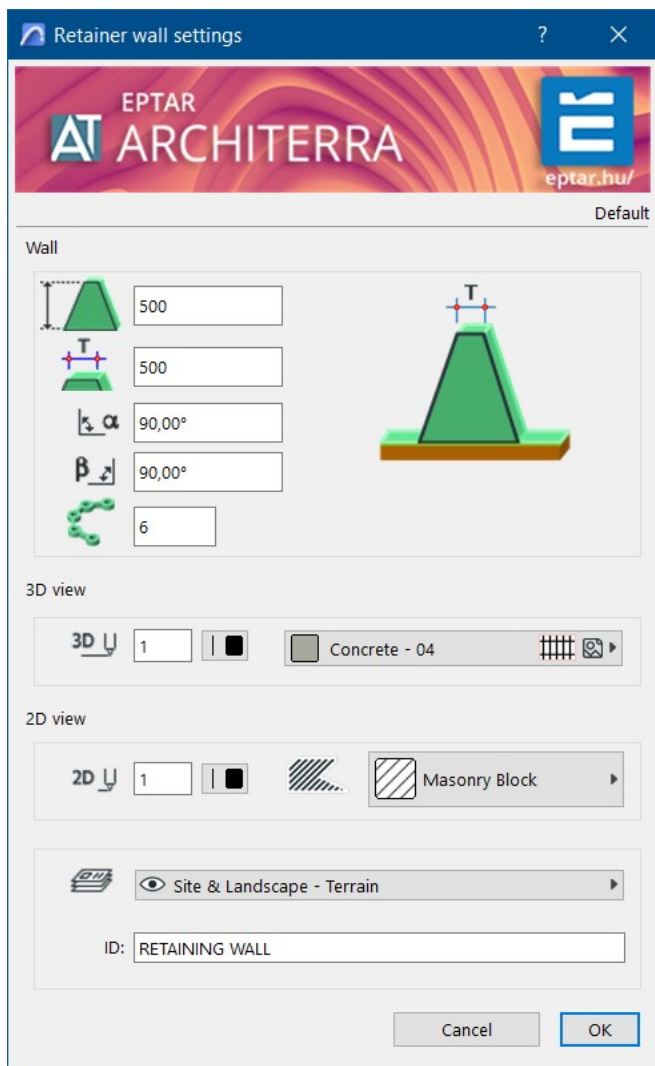 Retainer wall settings ?
EPTAR
AT ARCHITERRA
eptar.hu/
Default
Wall
500
T
500
α 90,00°
β 90,00°
6
T
3D view
3D 1
Concrete - 04
2D view
2D 1
Masonry Block
Site & Landscape - Terrain
ID: RETAINING WALL
Cancel OK